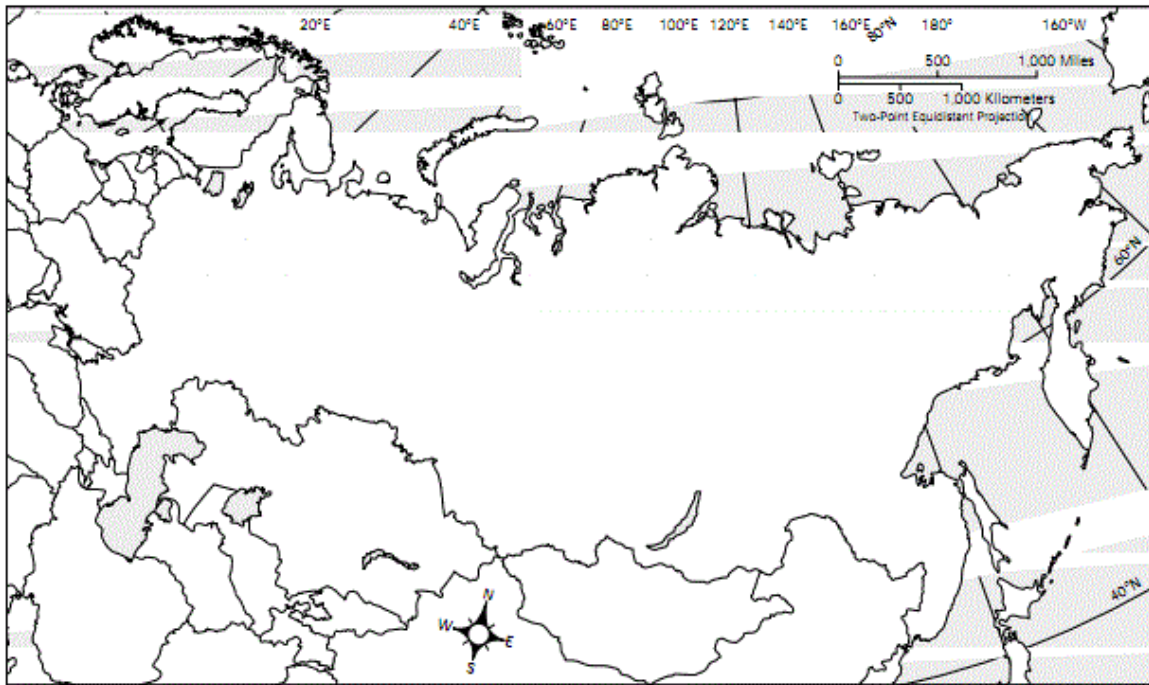 20°E 40°E 60°E 80°E 100°E 120°E 140°E 160°E 80°N 180° 160°W
0 500 1,000 Miles
0 500 1,000 Kilometers
Two-Point Equidistant Projection
60°N
40°N
N
W
E
S